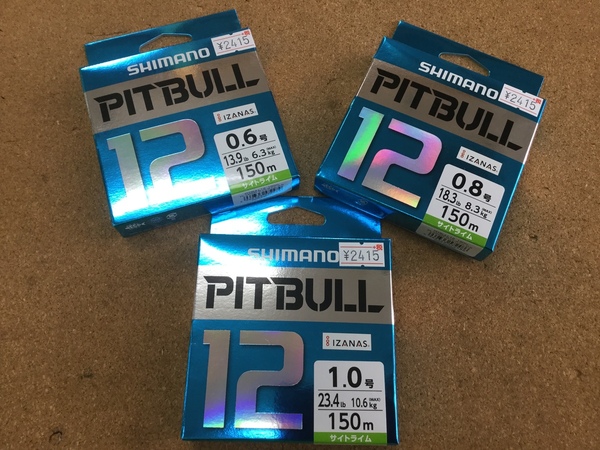 SHIMANO
¥2415
PITBULL
12
IZANAS
0.6号
13.9lb 6.3kg (MAX)
150m
サイトライム
SHIMANO
¥2415
PITBULL
12
IZANAS
0.8号
18.3lb 8.3kg (MAX)
150m
サイトライム
SHIMANO
¥2415
PITBULL
12
IZANAS
1.0号
23.4lb 10.6kg (MAX)
150m
サイトライム